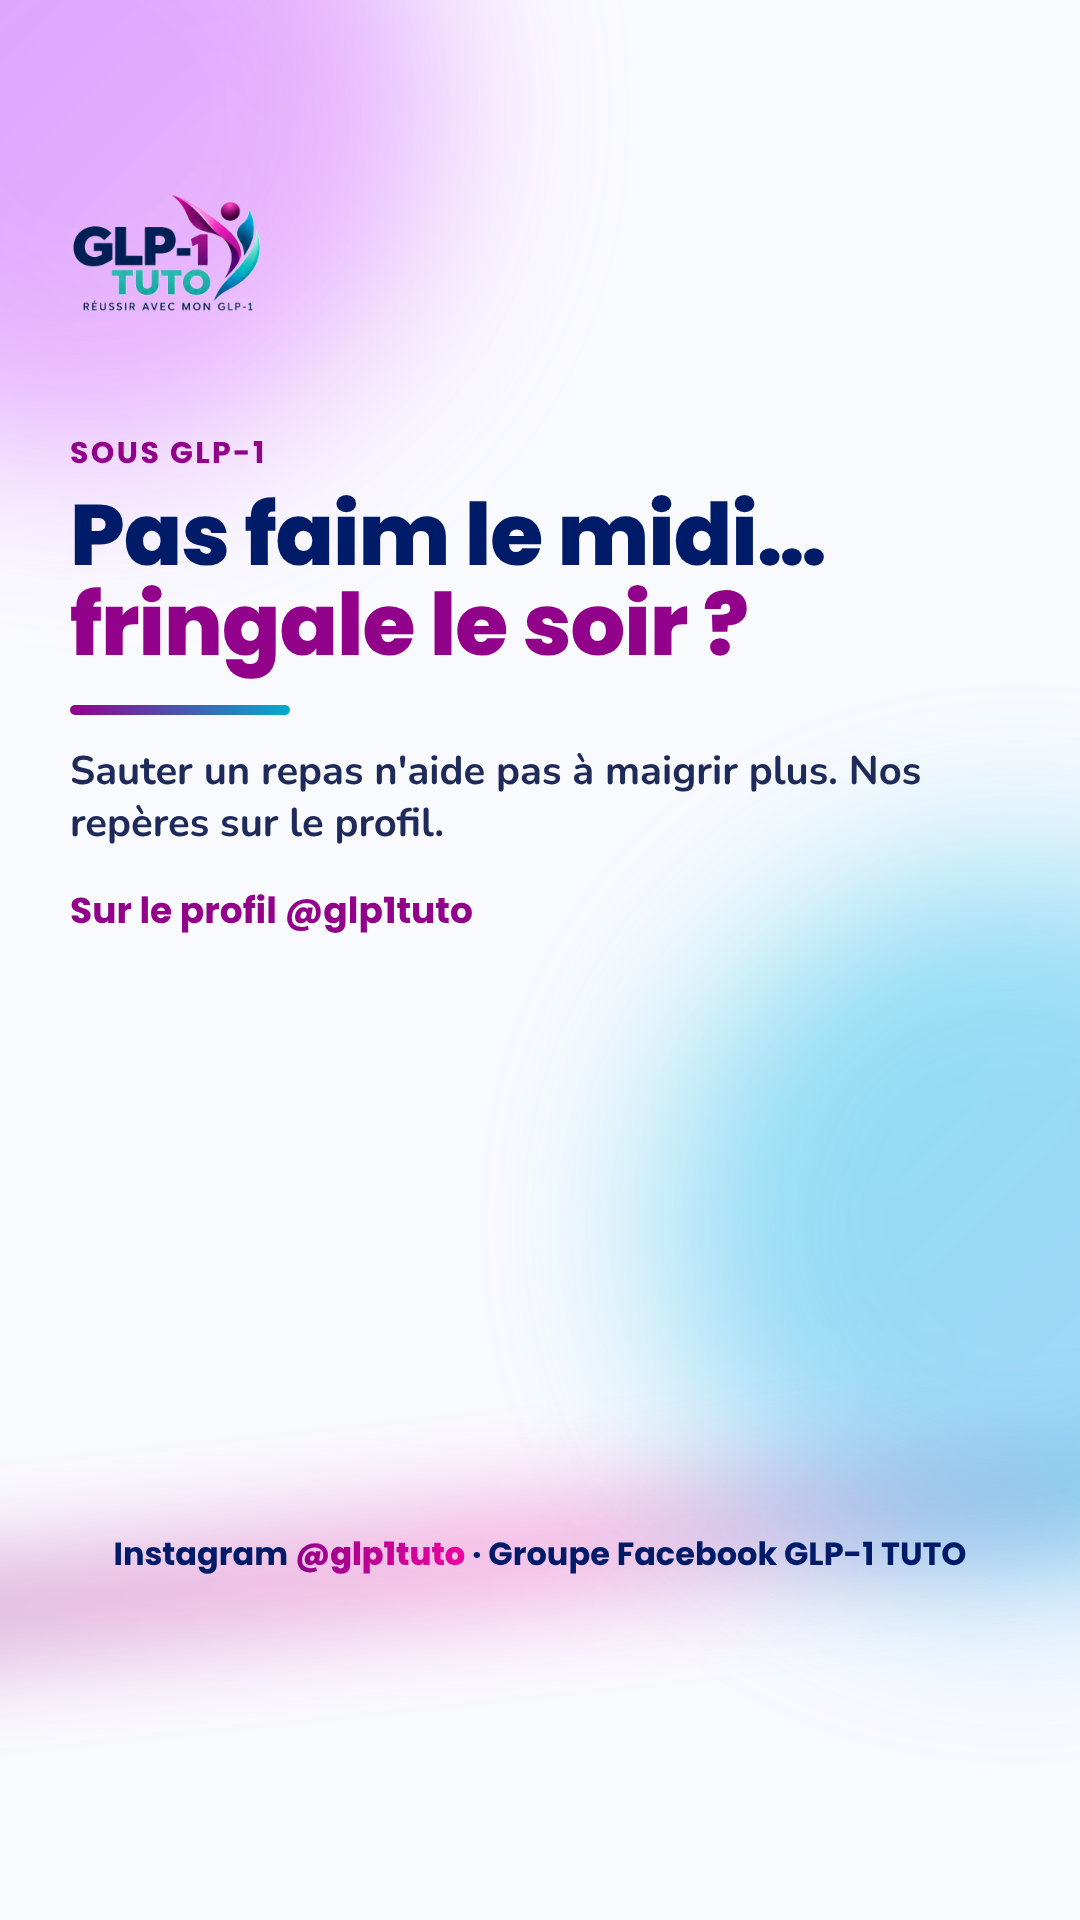 GLP-1
TUTO
RÉUSSIR AVEC MON GLP-1
SOUS GLP-1
Pas faim le midi...
fringale le soir ?
Sauter un repas n'aide pas à maigrir plus. Nos
repères sur le profil.
Sur le profil @glp1tuto
Instagram @glp1tuto · Groupe Facebook GLP-1 TUTO